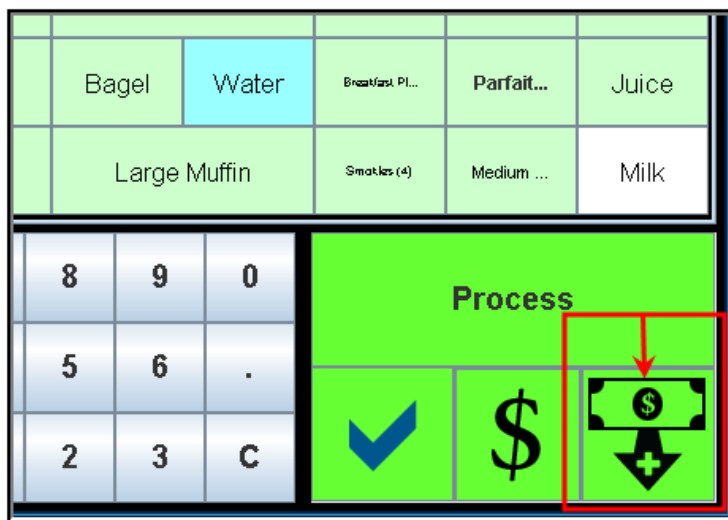 Bagel Water Breakfast Pl... Parfait... Juice
Large Muffin Smokies (4) Medium ... Milk
8 9 0
Process
5 6 .
$ $
2 3 C